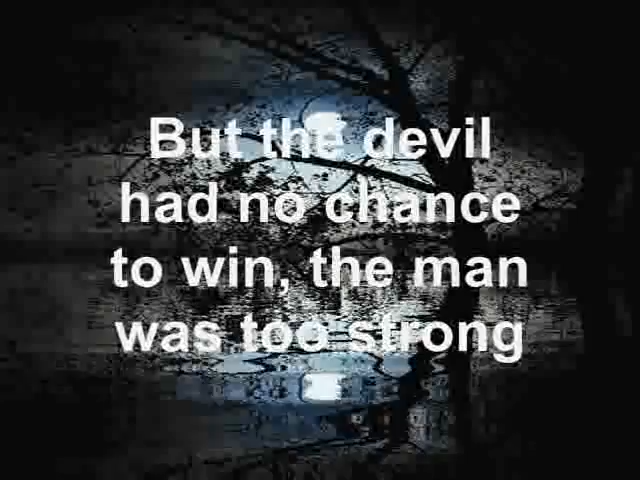 But the devil
had no chance
to win, the man
was too strong